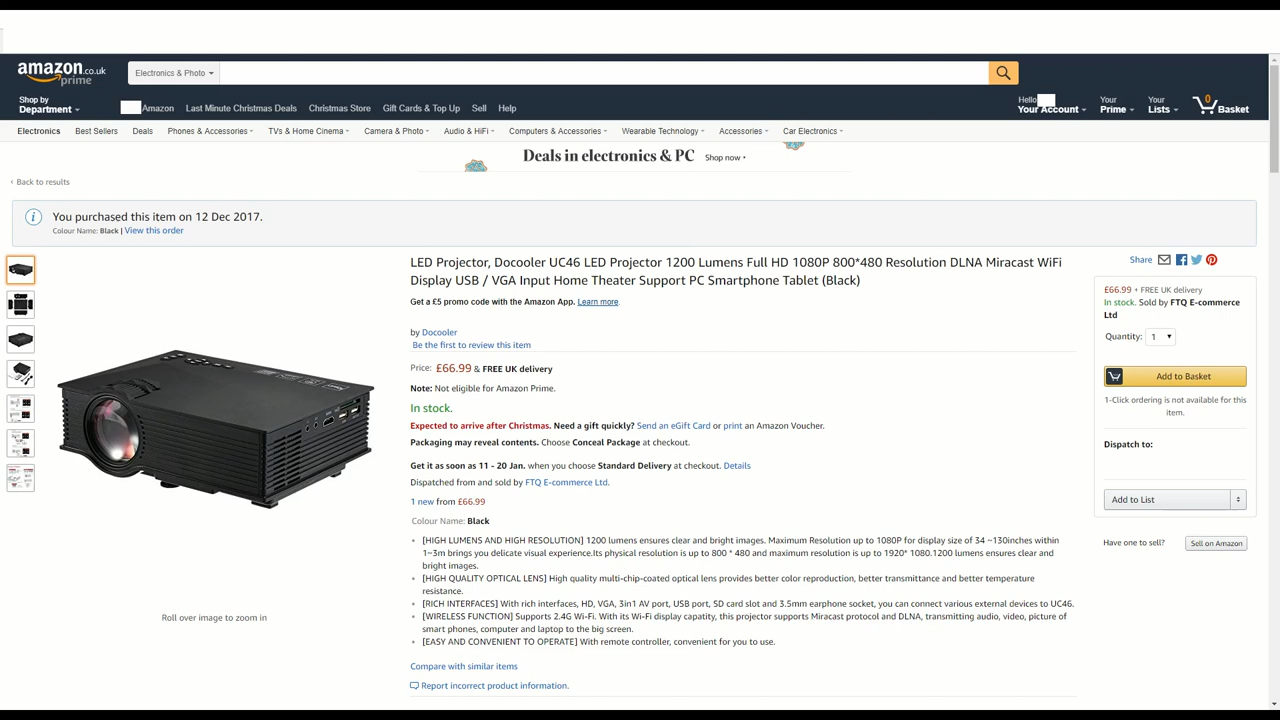 amazon.co.uk
prime
Electronics & Photo
Shop by
Department
Amazon
Last Minute Christmas Deals
Christmas Store
Gift Cards & Top Up
Sell
Help
Hello
Your Account
Your
Prime
Your
Lists
0
Basket
Electronics
Best Sellers
Deals
Phones & Accessories
TVs & Home Cinema
Camera & Photo
Audio & HiFi
Computers & Accessories
Wearable Technology
Accessories
Car Electronics
Deals in electronics & PC
Shop now
‹ Back to results
You purchased this item on 12 Dec 2017.
Colour Name: Black | View this order
LED Projector, Docooler UC46 LED Projector 1200 Lumens Full HD 1080P 800*480 Resolution DLNA Miracast WiFi
Display USB / VGA Input Home Theater Support PC Smartphone Tablet (Black)
Get a £5 promo code with the Amazon App. Learn more.
by Docooler
Be the first to review this item
Price: £66.99 & FREE UK delivery
Note: Not eligible for Amazon Prime.
In stock.
Expected to arrive after Christmas. Need a gift quickly? Send an eGift Card or print an Amazon Voucher.
Packaging may reveal contents. Choose Conceal Package at checkout.
Get it as soon as 11 - 20 Jan. when you choose Standard Delivery at checkout. Details
Dispatched from and sold by FTQ E-commerce Ltd.
1 new from £66.99
Colour Name: Black
[HIGH LUMENS AND HIGH RESOLUTION] 1200 lumens ensures clear and bright images. Maximum Resolution up to 1080P for display size of 34 ~130inches within
1~3m brings you delicate visual experience.Its physical resolution is up to 800 * 480 and maximum resolution is up to 1920* 1080.1200 lumens ensures clear and
bright images.
[HIGH QUALITY OPTICAL LENS] High quality multi-chip-coated optical lens provides better color reproduction, better transmittance and better temperature
resistance.
[RICH INTERFACES] With rich interfaces, HD, VGA, 3in1 AV port, USB port, SD card slot and 3.5mm earphone socket, you can connect various external devices to UC46.
[WIRELESS FUNCTION] Supports 2.4G Wi-Fi. With its Wi-Fi display capaity, this projector supports Miracast protocol and DLNA, transmitting audio, video, picture of
smart phones, computer and laptop to the big screen.
[EASY AND CONVENIENT TO OPERATE] With remote controller, convenient for you to use.
Compare with similar items
Report incorrect product information.
Roll over image to zoom in
Share
£66.99 + FREE UK delivery
In stock. Sold by FTQ E-commerce
Ltd
Quantity: 1
Add to Basket
1-Click ordering is not available for this
item.
Dispatch to:
Add to List
Have one to sell?
Sell on Amazon